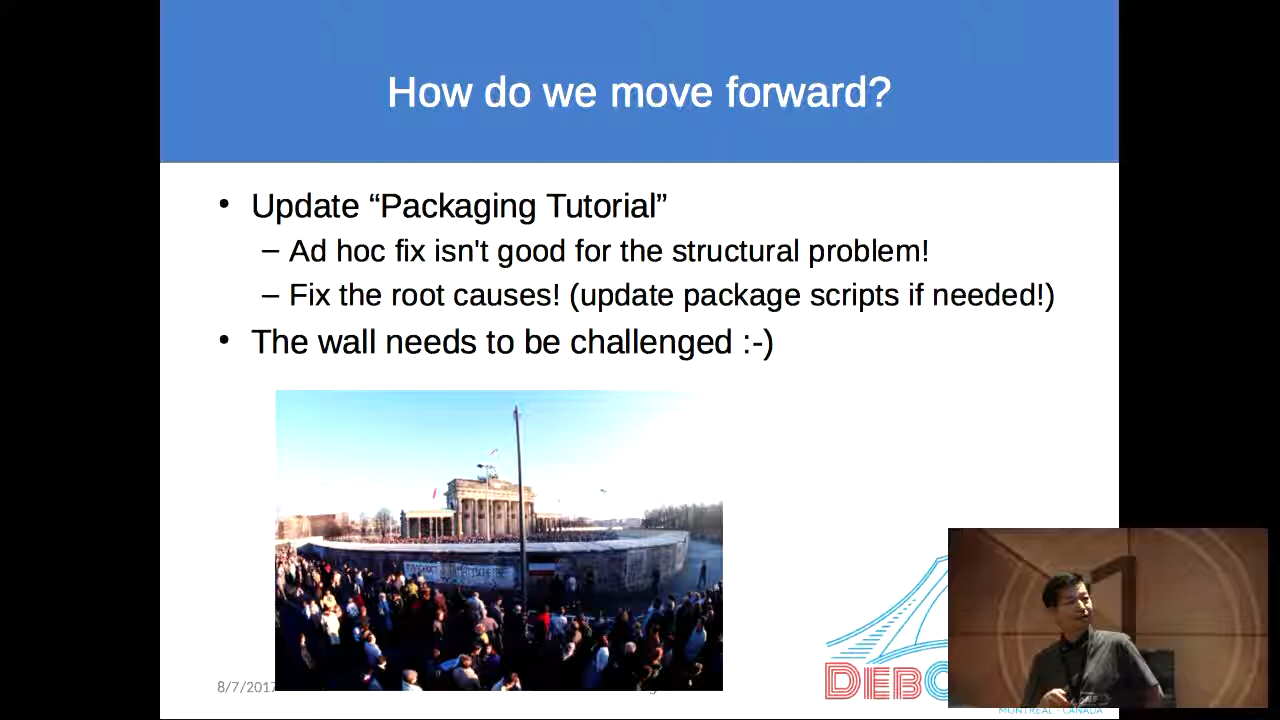 How do we move forward?
• Update “Packaging Tutorial”
– Ad hoc fix isn't good for the structural problem!
– Fix the root causes! (update package scripts if needed!)
• The wall needs to be challenged :-)
8/7/2017
DEBC
MONTREAL · CANADA